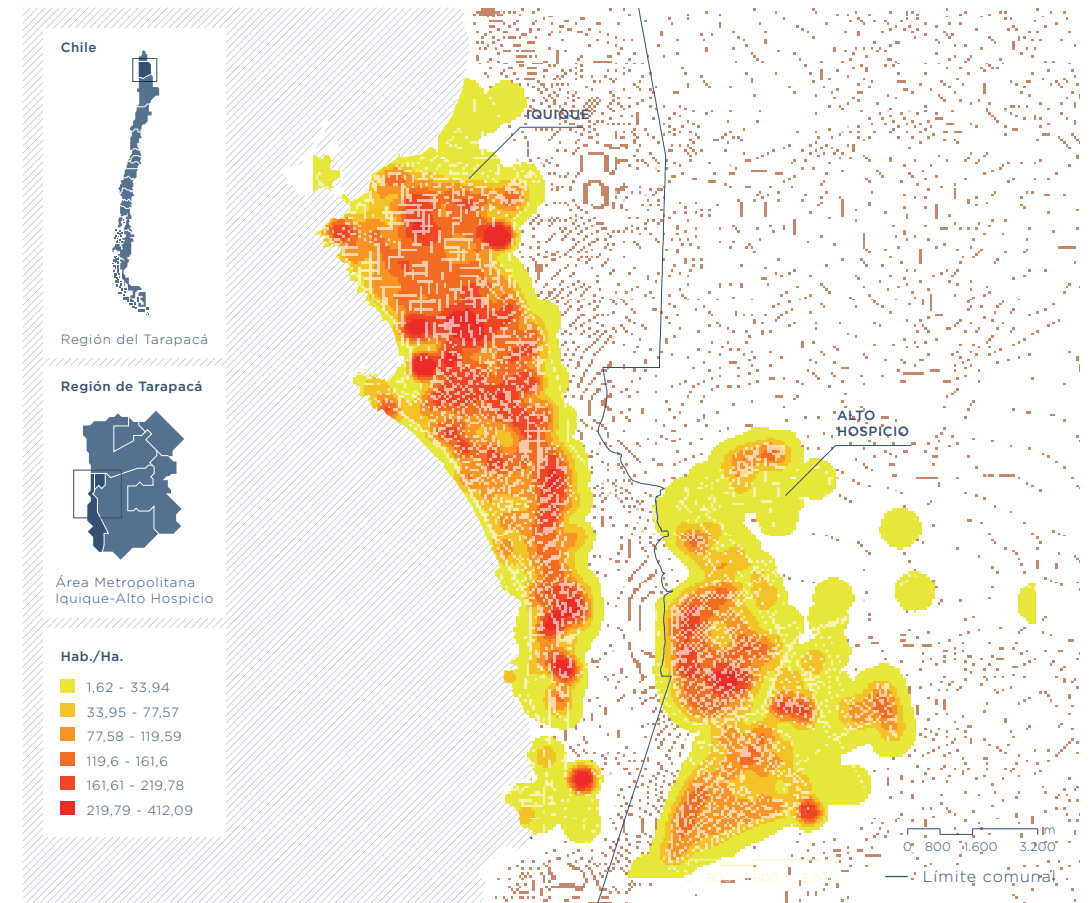 Chile
Región del Tarapacá
Región de Tarapacá
Área Metropolitana
Iquique-Alto Hospicio
Hab./Ha.
1,62 - 33,94
33,95 - 77,57
77,58 - 119,59
119,6 - 161,6
161,61 - 219,78
219,79 - 412,09
IQUIQUE
ALTO
HOSPICIO
m
0 800 1.600 3.200
Límite comunal